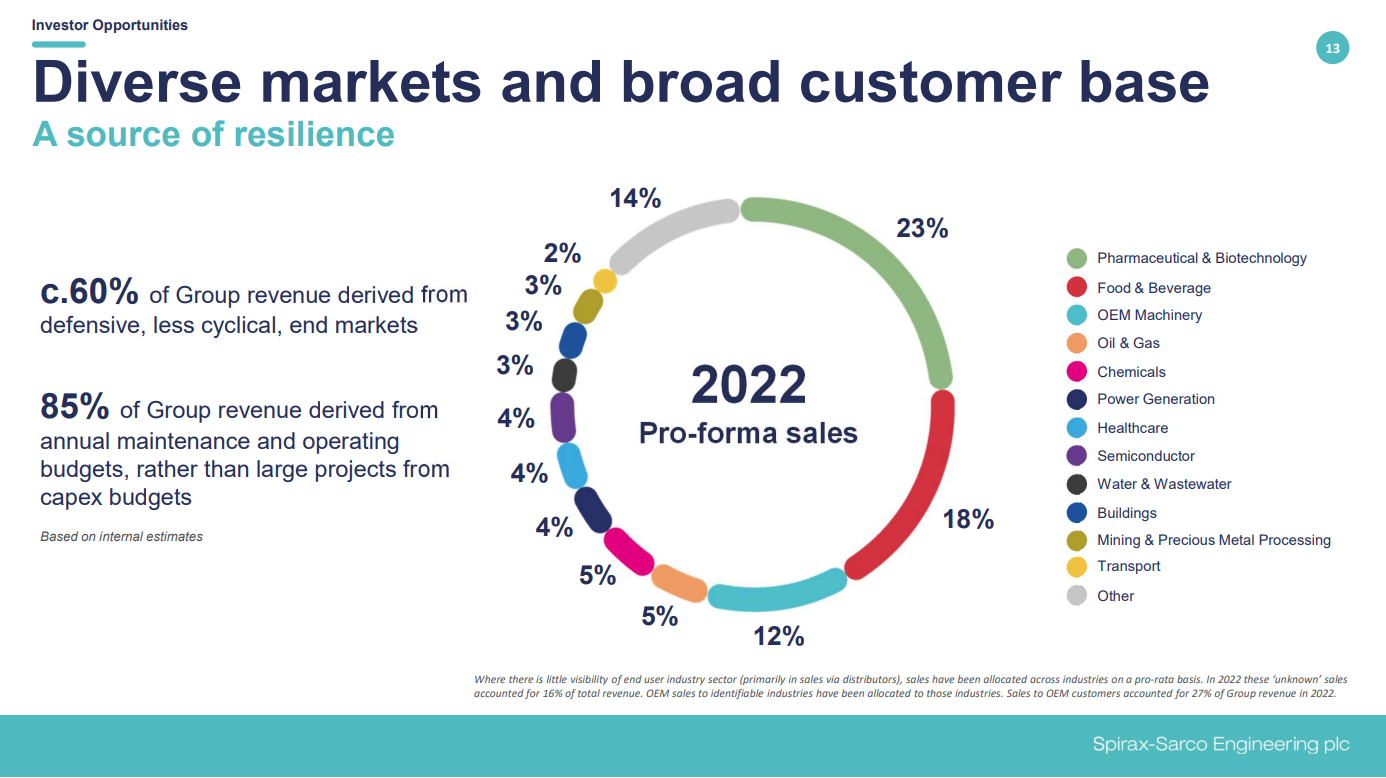 Investor Opportunities
13
Diverse markets and broad customer base
A source of resilience
c.60% of Group revenue derived from
defensive, less cyclical, end markets
85% of Group revenue derived from
annual maintenance and operating
budgets, rather than large projects from
capex budgets
Based on internal estimates
14%
23%
2%
3%
3%
3%
4%
4%
4%
5%
5%
12%
18%
2022
Pro-forma sales
Pharmaceutical & Biotechnology
Food & Beverage
OEM Machinery
Oil & Gas
Chemicals
Power Generation
Healthcare
Semiconductor
Water & Wastewater
Buildings
Mining & Precious Metal Processing
Transport
Other
Where there is little visibility of end user industry sector (primarily in sales via distributors), sales have been allocated across industries on a pro-rata basis. In 2022 these ‘unknown’ sales
accounted for 16% of total revenue. OEM sales to identifiable industries have been allocated to those industries. Sales to OEM customers accounted for 27% of Group revenue in 2022.
Spirax-Sarco Engineering plc